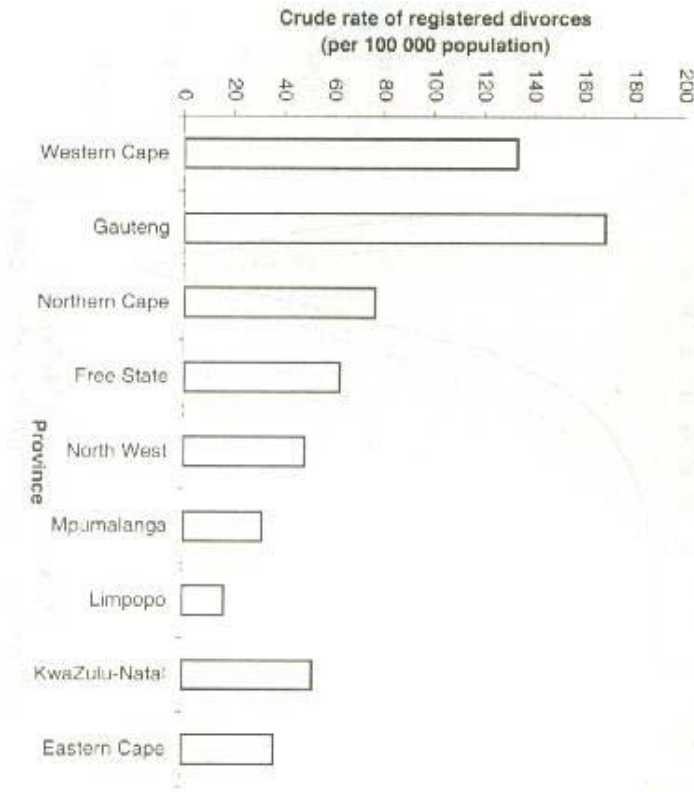 Crude rate of registered divorces
(per 100 000 population)
0
20
40
60
80
100
120
140
160
180
200
Western Cape
Gauteng
Northern Cape
Free State
North West
Mpumalanga
Limpopo
KwaZulu-Natal
Eastern Cape
Province